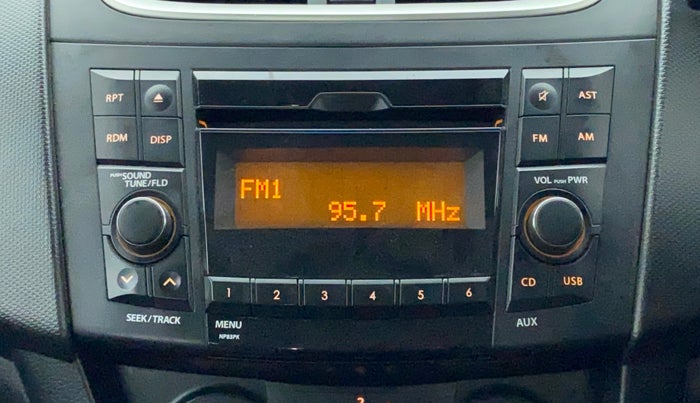 RPT
AST
RDM DISP
FM AM
PUSH SOUND
TUNE/FLD
VOL PUSH PWR
FM1
95.7 MHz
1 2 3 4 5 6
CD USB
SEEK/TRACK
MENU
NP83PK
AUX